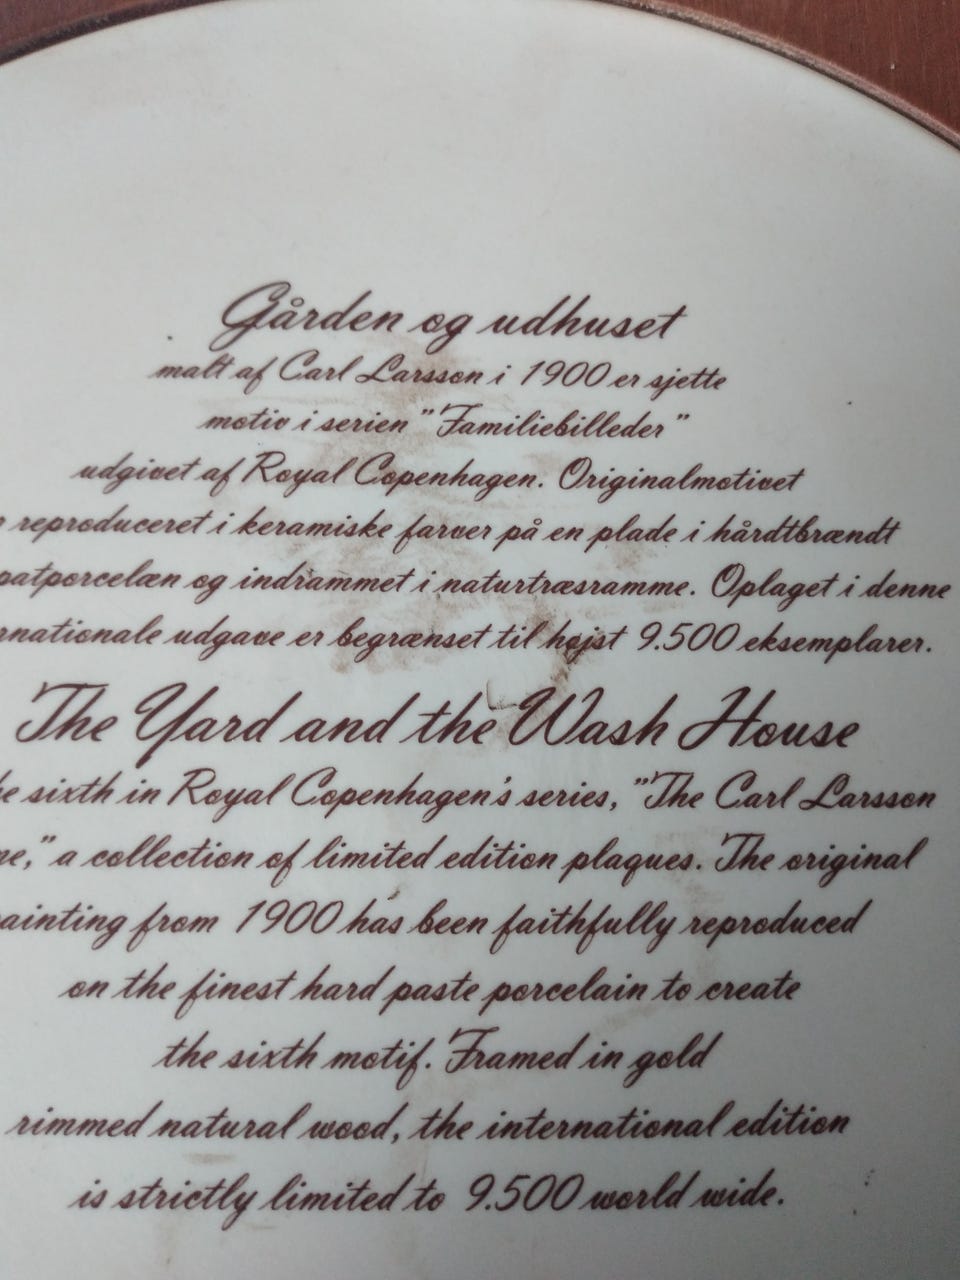 Gården og udhuset
malt af Carl Larsson i 1900 er sjette
motiv i serien "Familiebilleder"
udgivet af Royal Copenhagen. Originalmotivet
reproduceret i keramiske farver på en plade i hårdtbrændt
og indrammet i naturtræsramme. Oplaget i denne
udgave er begrænset til højst 9.500 eksemplarer.
The Yard and the Wash House
sixth in Royal Copenhagen's series, "The Carl Larsson
a collection of limited edition plaques. The original
from 1900 has been faithfully reproduced
on the finest hard paste porcelain to create
the sixth motif. Framed in gold
rimmed natural wood, the international edition
is strictly limited to 9.500 world wide.